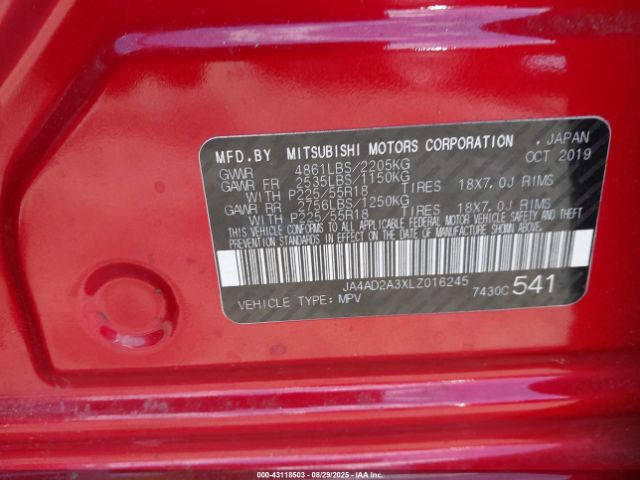 MFD.BY MITSUBISHI MOTORS CORPORATION , JAPAN
GVWR 4861LBS/2205KG OCT 2019
GAWR FR 2535LBS/1150KG
WITH P225/55R18 TIRES 18X7.0J RIMS
GAWR RR 2756LBS/1250KG
WITH P225/55R18 TIRES 18X7.0J RIMS
THIS VEHICLE CONFORMS TO ALL APPLICABLE FEDERAL MOTOR VEHICLE SAFETY AND THEFT
PREVENTION STANDARDS IN EFFECT ON THE DATE OF MANUFACTURE SHOWN ABOVE.
JA4AD2A3XLZ016245
VEHICLE TYPE: MPV 7430C 541
000-43118503 - 08/29/2025 - IAA Inc.